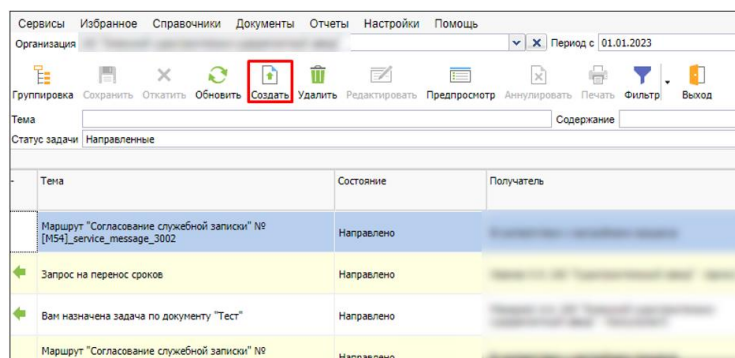 Сервисы Избранное Справочники Документы Отчеты Настройки Помощь
Организация Период с 01.01.2023
Группировка Сохранить Откатить Обновить Создать Удалить Редактировать Предпросмотр Аннулировать Печать Фильтр Выход
Тема Содержание
Статус задачи Направленные
Тема Состояние Получатель
Маршрут "Согласование служебной записки" № Направлено
[M54]_service_message_3002
Запрос на перенос сроков Направлено
Вам назначена задача по документу "Тест" Направлено
Маршрут "Согласование служебной записки" № Направлено